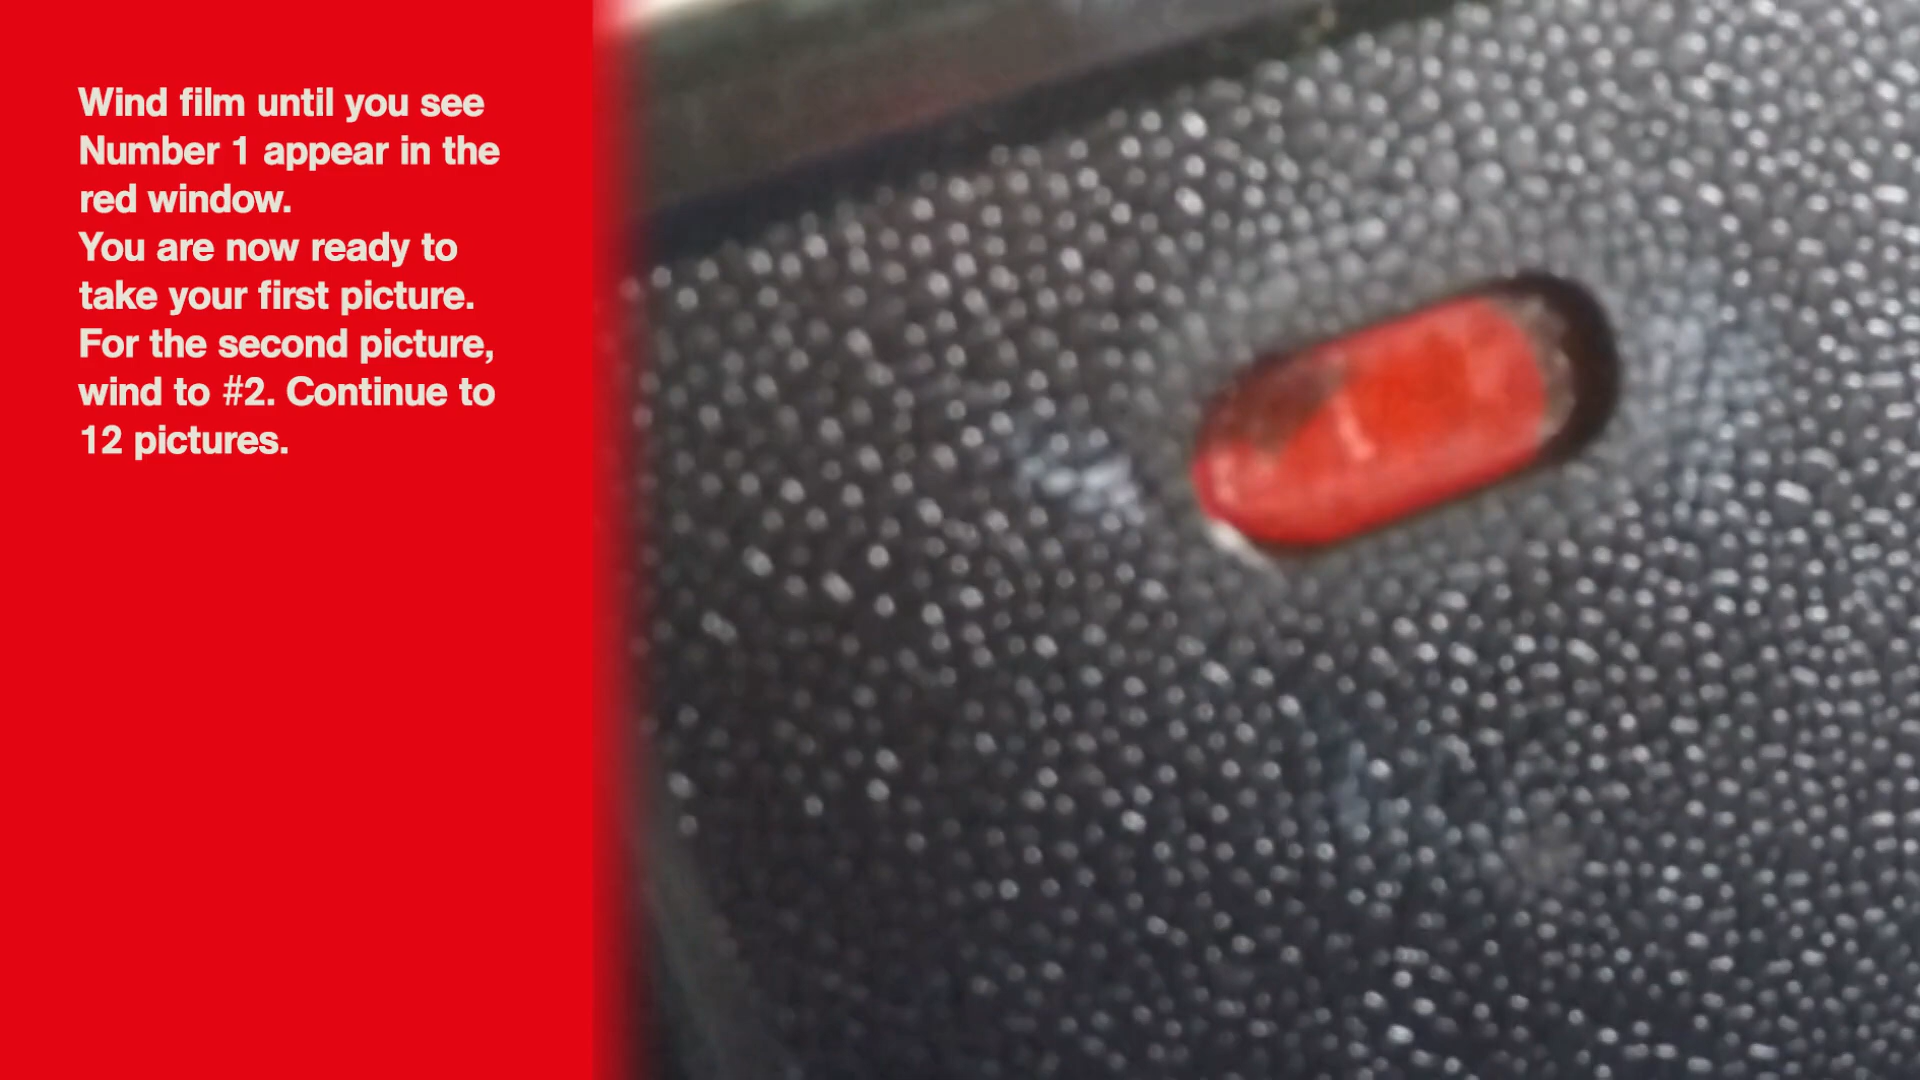 Wind film until you see
Number 1 appear in the
red window.
You are now ready to
take your first picture.
For the second picture,
wind to #2. Continue to
12 pictures.
1